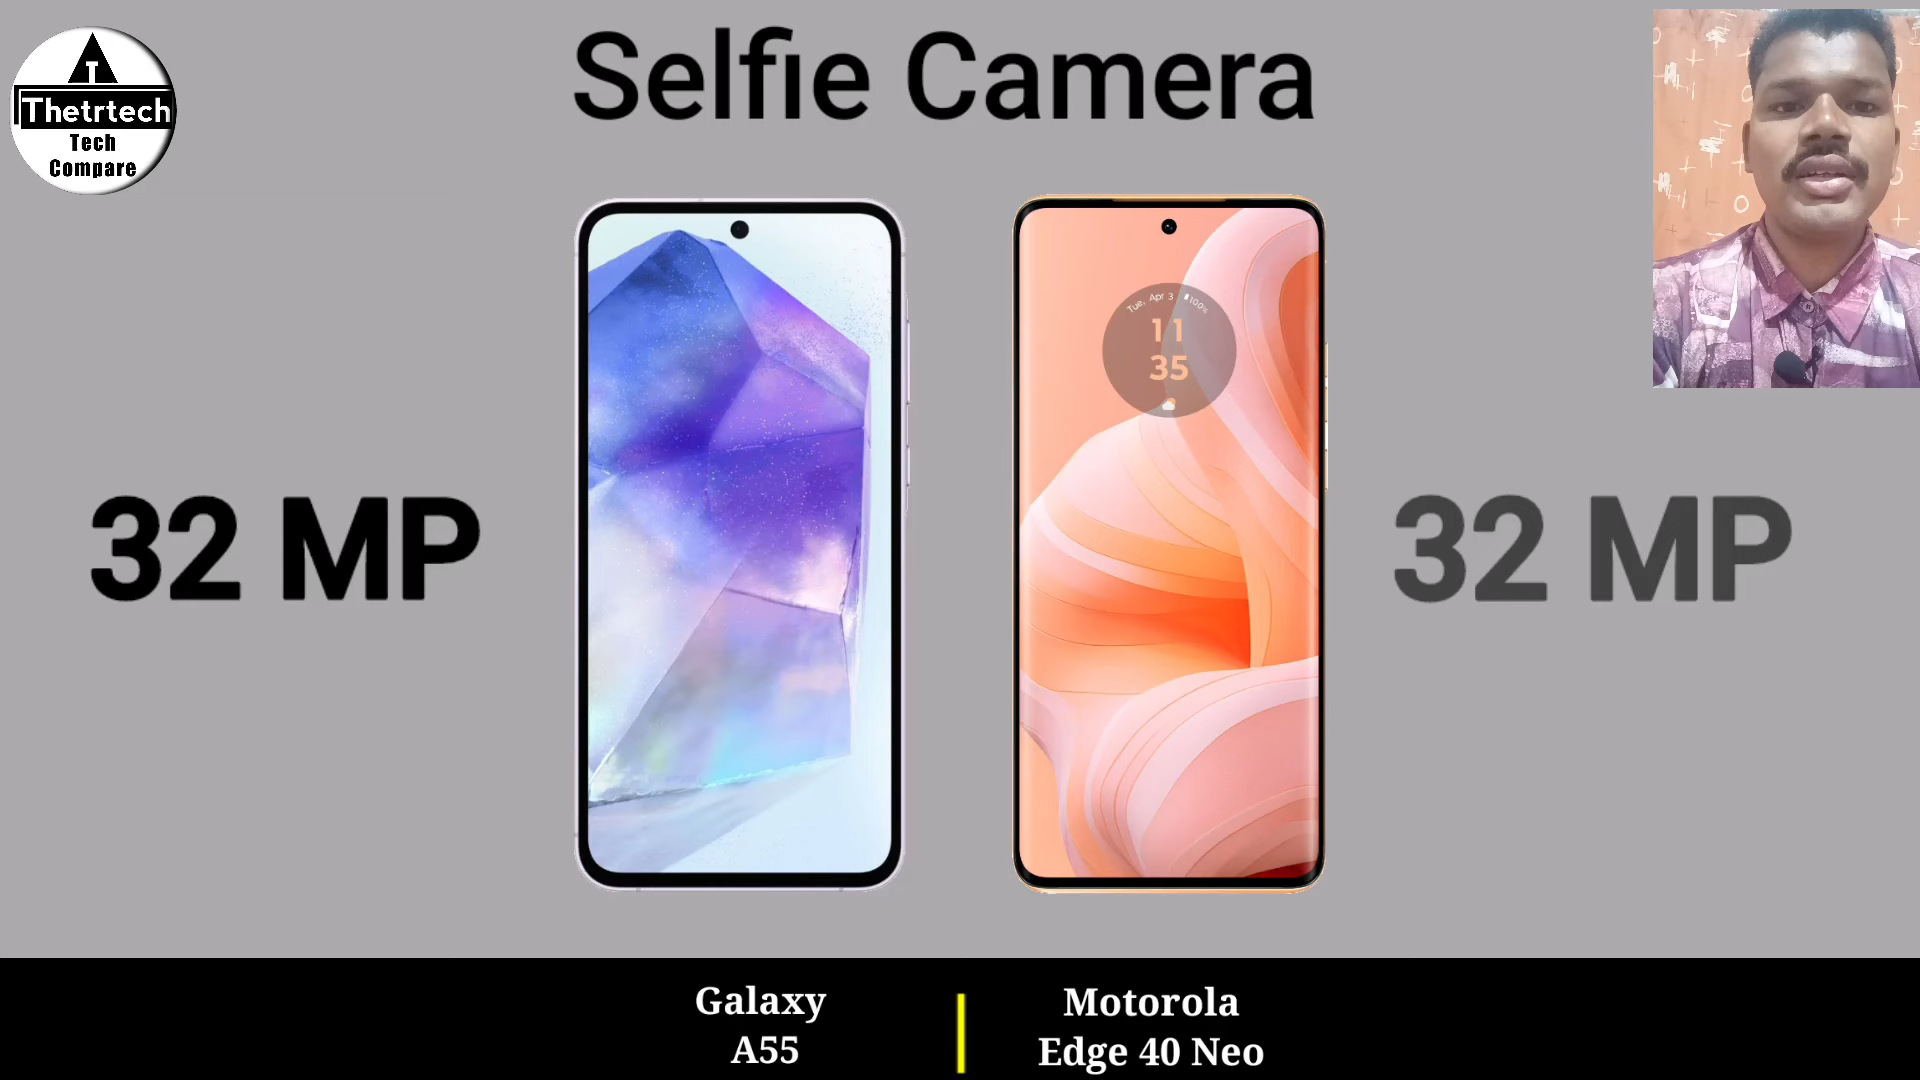 Selfie Camera
T
Thetrtech
Tech
Compare
Tue, Apr 3 100%
11
35
32 MP
32 MP
Galaxy
A55
Motorola
Edge 40 Neo